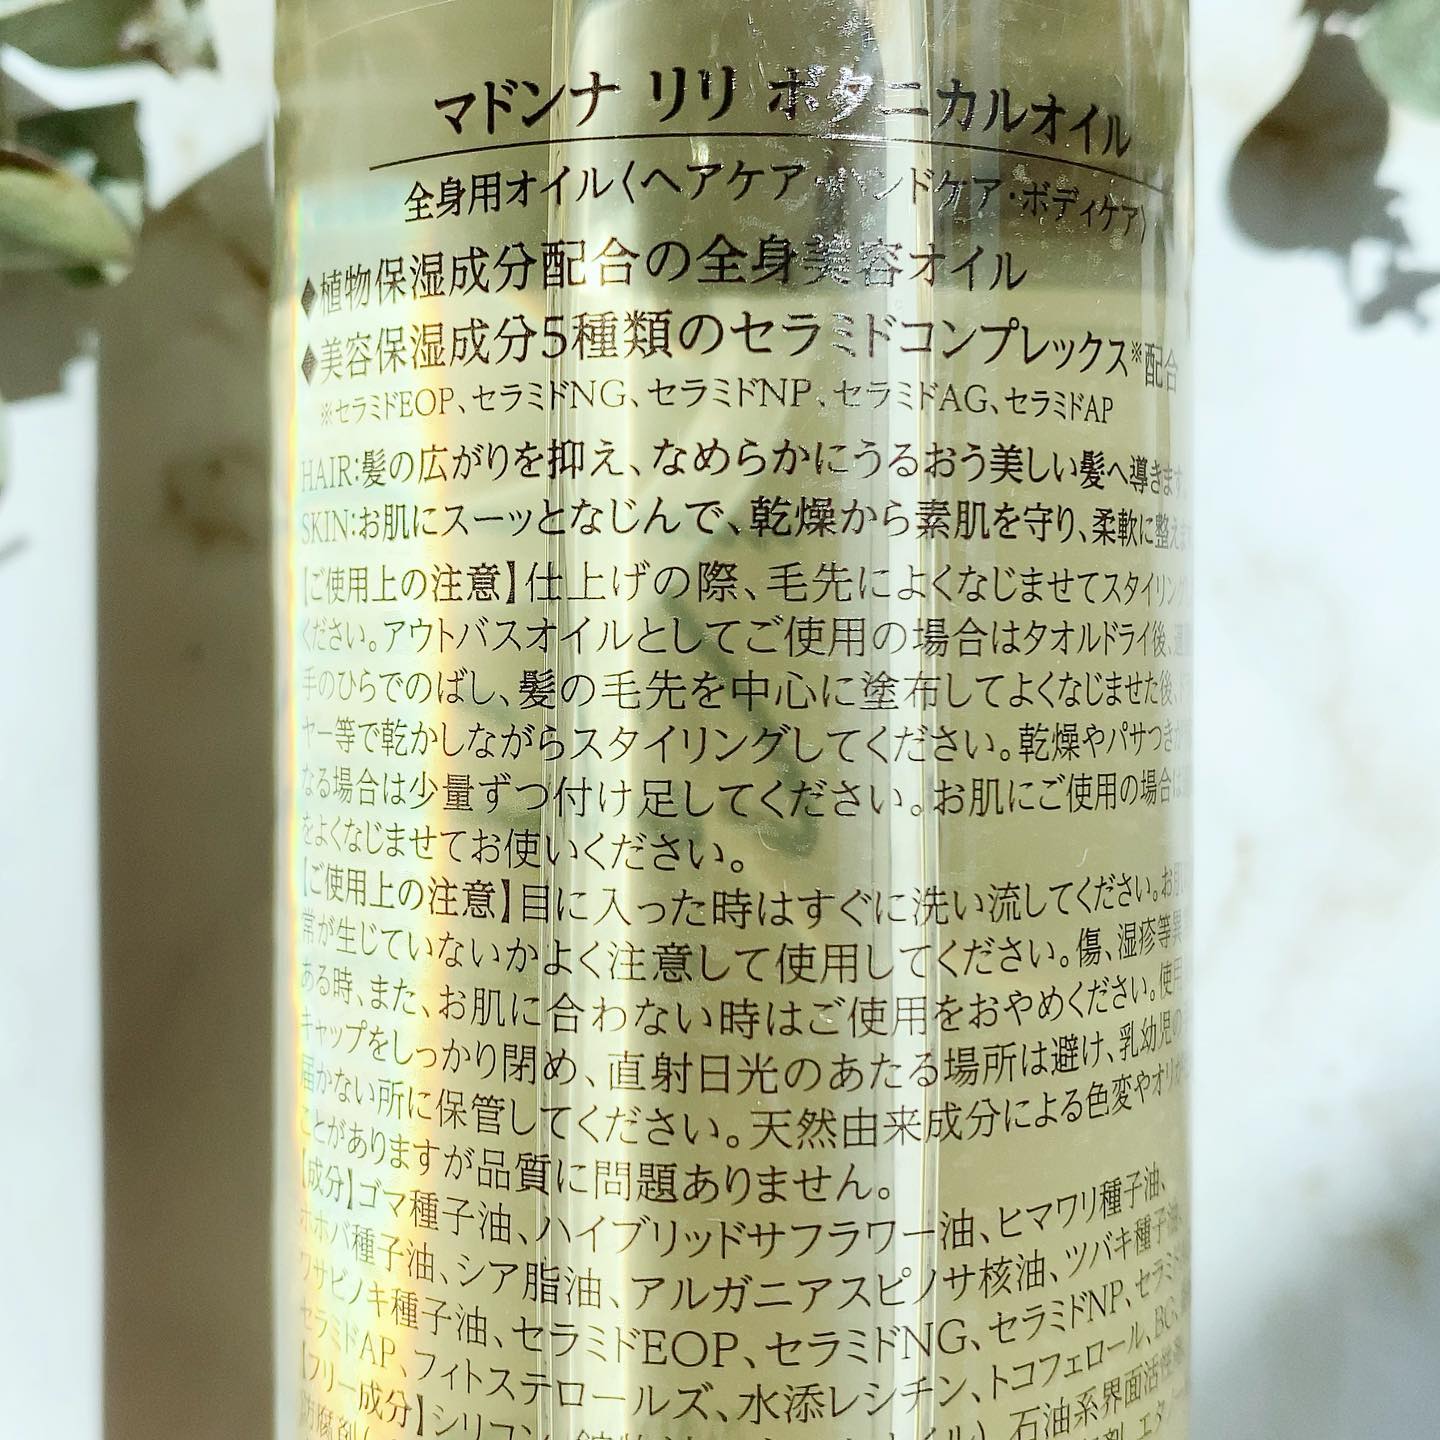 マドンナ リリ ボタニカルオイル
全身用オイル〈ヘアケア・ハンドケア・ボディケア〉
◆植物保湿成分配合の全身美容オイル
◆美容保湿成分5種類のセラミドコンプレックス※配合
※セラミドEOP、セラミドNG、セラミドNP、セラミドAG、セラミドAP
HAIR:髪の広がりを抑え、なめらかにうるおう美しい髪へ導きます。
SKIN:お肌にスーッとなじんで、乾燥から素肌を守り、柔軟に整えます
【ご使用上の注意】仕上げの際、毛先によくなじませてスタイリング
ください。アウトバスオイルとしてご使用の場合はタオルドライ後、
手のひらでのばし、髪の毛先を中心に塗布してよくなじませた後、
ヤー等で乾かしながらスタイリングしてください。乾燥やパサつきが
なる場合は少量ずつ付け足してください。お肌にご使用の場合は
をよくなじませてお使いください。
【ご使用上の注意】目に入った時はすぐに洗い流してください。お肌
常が生じていないかよく注意して使用してください。傷、湿疹等異
ある時、また、お肌に合わない時はご使用をおやめください。使用
キャップをしっかり閉め、直射日光のあたる場所は避け、乳幼児の
届かない所に保管してください。天然由来成分による色変やオリが
ことがありますが品質に問題ありません。
【成分】ゴマ種子油、ハイブリッドサフラワー油、ヒマワリ種子油、
ホホバ種子油、シア脂油、アルガニアスピノサ核油、ツバキ種子油、
ワサビノキ種子油、セラミドEOP、セラミドNG、セラミドNP、セラミ
セラミドAP、フィトステロールズ、水添レシチン、トコフェロール、BG、
【フリー成分】シリコン、石油系界面活性
防腐剤